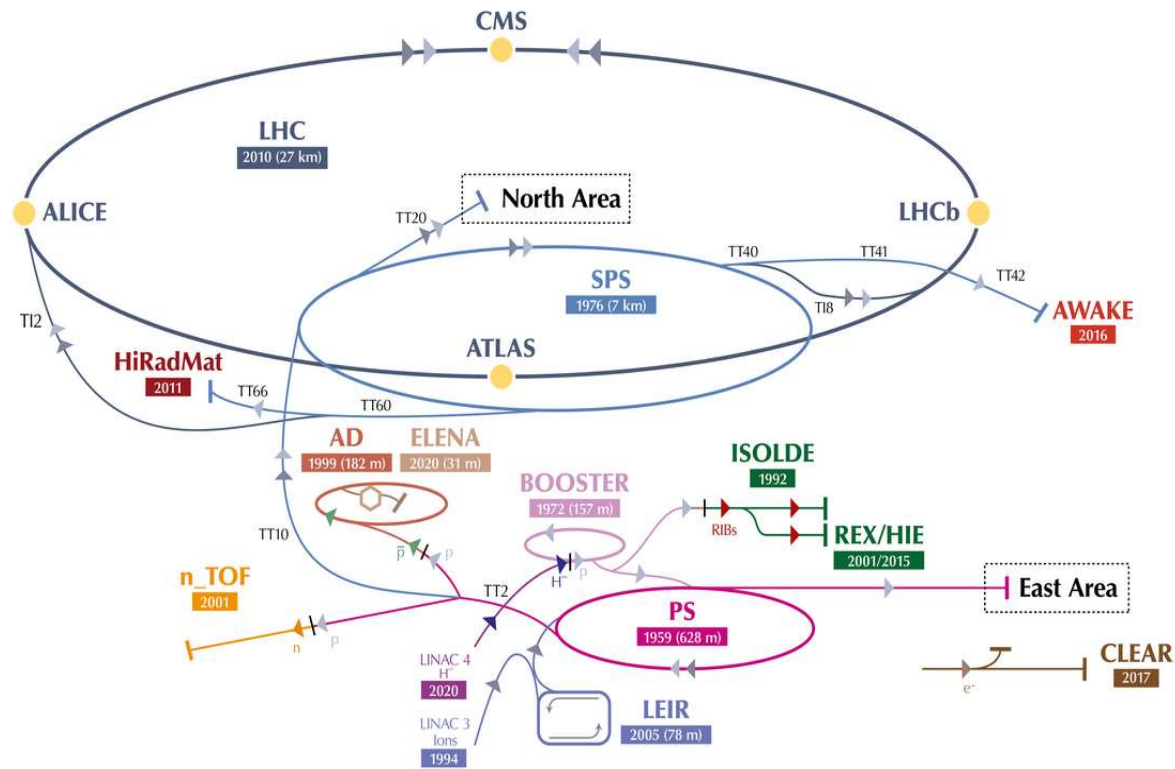 CMS
LHC
2010 (27 km)
North Area
ALICE
TT20
LHCb
TT40
TT41
SPS
1976 (7 km)
TT42
TI8
TI2
AWAKE
2016
ATLAS
HiRadMat
2011
TT66
TT60
AD
1999 (182 m)
ELENA
2020 (31 m)
ISOLDE
1992
BOOSTER
1972 (157 m)
RIBs
REX/HIE
2001/2015
TT10
p̅
p
H⁻
p
TT2
n_TOF
2001
East Area
PS
1959 (628 m)
n
p
LINAC 4
H⁻
2020
CLEAR
2017
e⁻
LEIR
2005 (78 m)
LINAC 3
Ions
1994